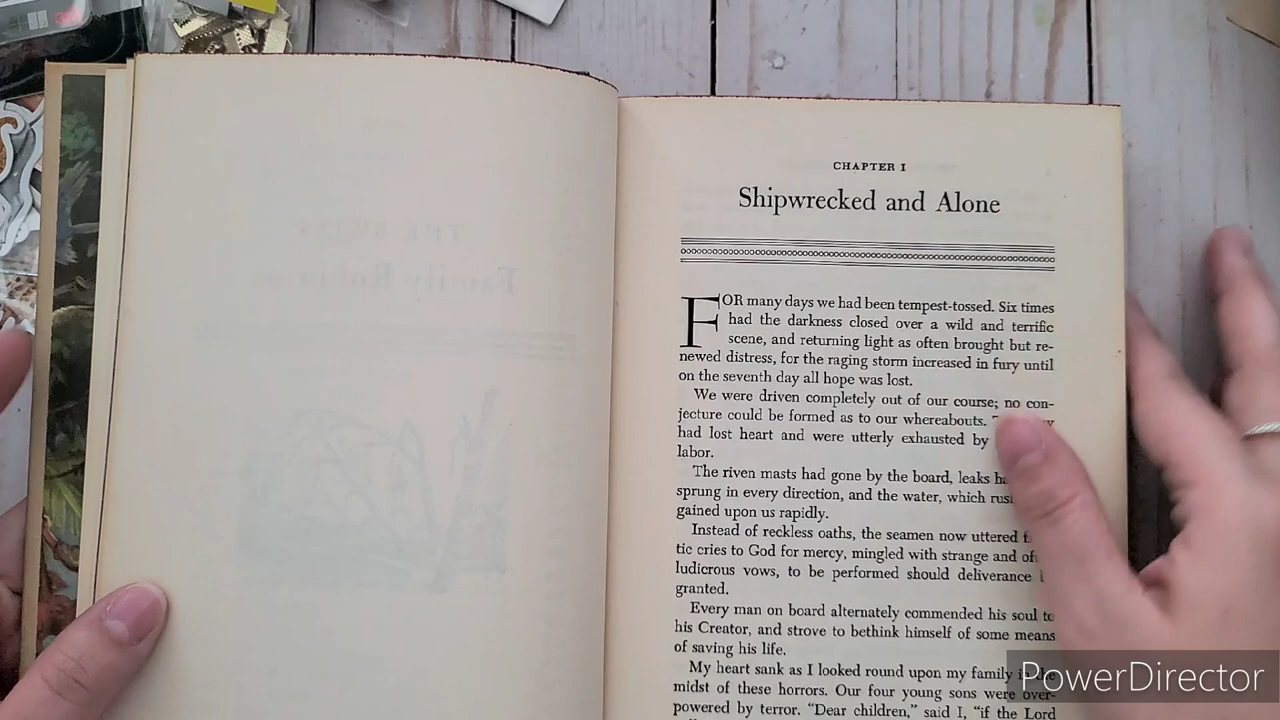 CHAPTER I
Shipwrecked and Alone
FOR many days we had been tempest-tossed. Six times
had the darkness closed over a wild and terrific
scene, and returning light as often brought but re-
newed distress, for the raging storm increased in fury until
on the seventh day all hope was lost.
We were driven completely out of our course; no con-
jecture could be formed as to our whereabouts.
had lost heart and were utterly exhausted by
labor.
The riven masts had gone by the board, leaks
sprung in every direction, and the water, which
gained upon us rapidly.
Instead of reckless oaths, the seamen now uttered
tic cries to God for mercy, mingled with strange and
ludicrous vows, to be performed should deliverance
granted.
Every man on board alternately commended his soul to
his Creator, and strove to bethink himself of some means
of saving his life.
My heart sank as I looked round upon my family
midst of these horrors. Our four young sons were over-
powered by terror. “Dear children,” said I, “if the Lord
THE SWISS
Family Robinson
PowerDirector